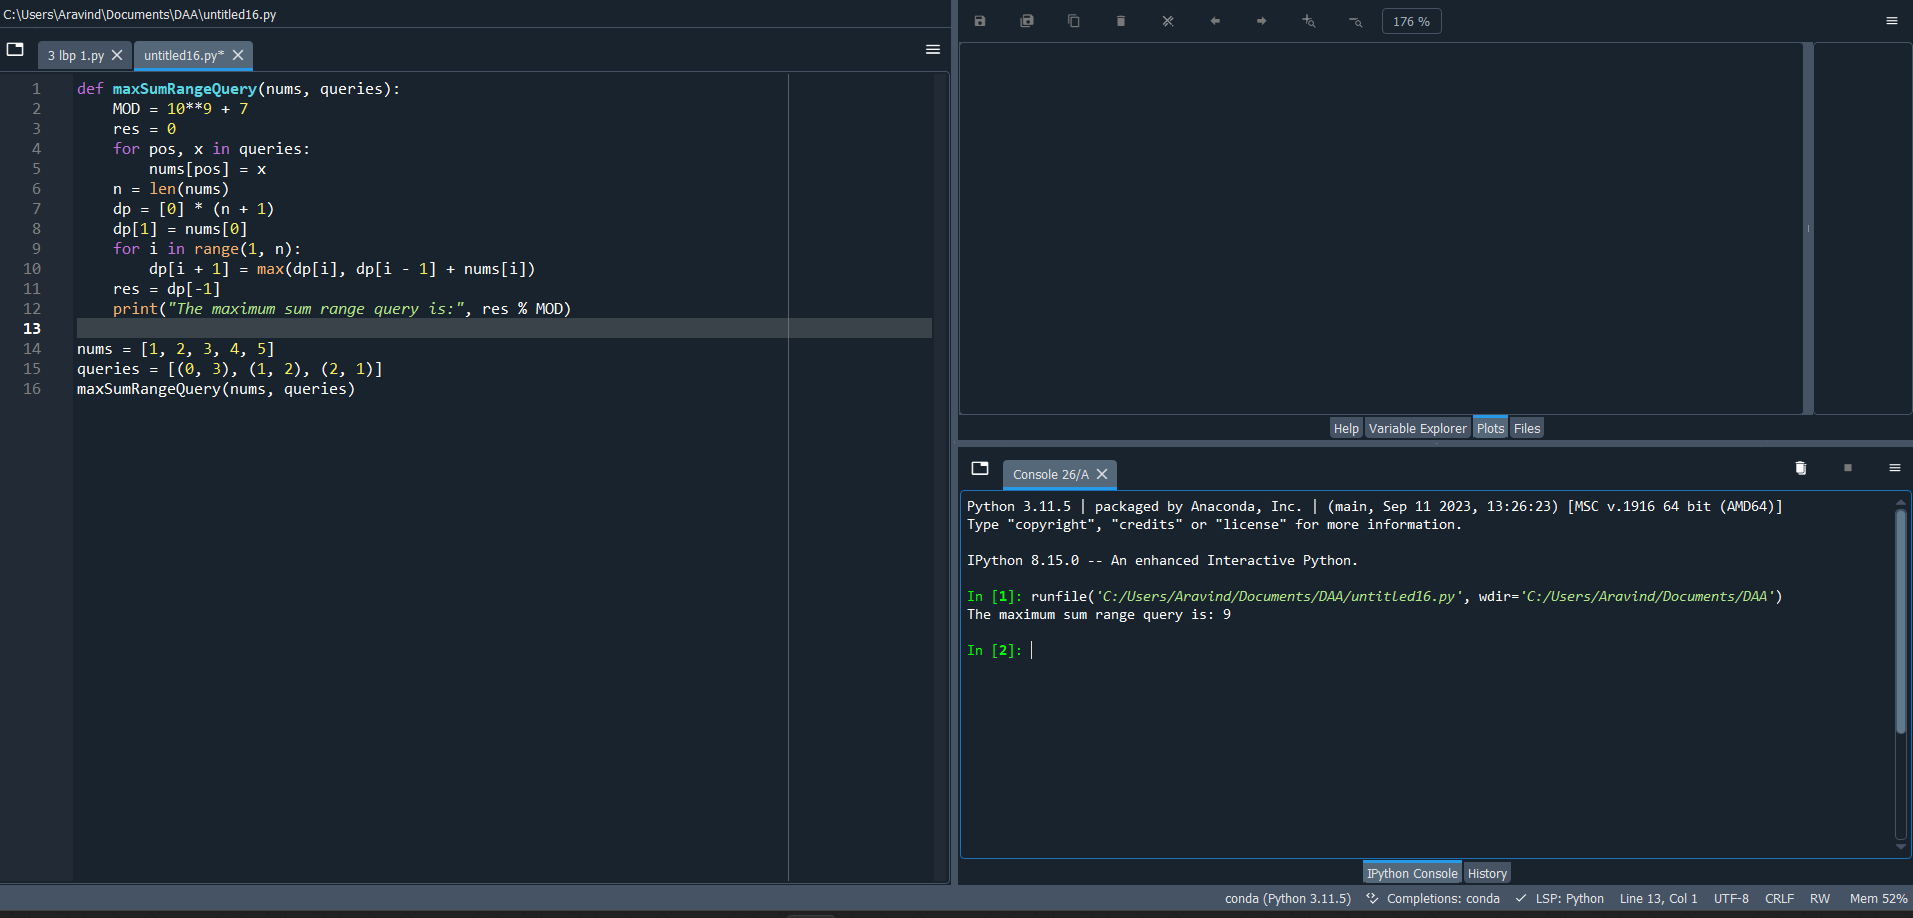 C:\Users\Aravind\Documents\DAA\untitled16.py
3 lbp 1.py
untitled16.py*
1 def maxSumRangeQuery(nums, queries):
2     MOD = 10**9 + 7
3     res = 0
4     for pos, x in queries:
5         nums[pos] = x
6     n = len(nums)
7     dp = [0] * (n + 1)
8     dp[1] = nums[0]
9     for i in range(1, n):
10         dp[i + 1] = max(dp[i], dp[i - 1] + nums[i])
11     res = dp[-1]
12     print("The maximum sum range query is:", res % MOD)
13
14 nums = [1, 2, 3, 4, 5]
15 queries = [(0, 3), (1, 2), (2, 1)]
16 maxSumRangeQuery(nums, queries)
176 %
Help Variable Explorer Plots Files
Console 26/A
Python 3.11.5 | packaged by Anaconda, Inc. | (main, Sep 11 2023, 13:26:23) [MSC v.1916 64 bit (AMD64)]
Type "copyright", "credits" or "license" for more information.
IPython 8.15.0 -- An enhanced Interactive Python.
In [1]: runfile('C:/Users/Aravind/Documents/DAA/untitled16.py', wdir='C:/Users/Aravind/Documents/DAA')
The maximum sum range query is: 9
In [2]:
IPython Console History
conda (Python 3.11.5) Completions: conda LSP: Python Line 13, Col 1 UTF-8 CRLF RW Mem 52%